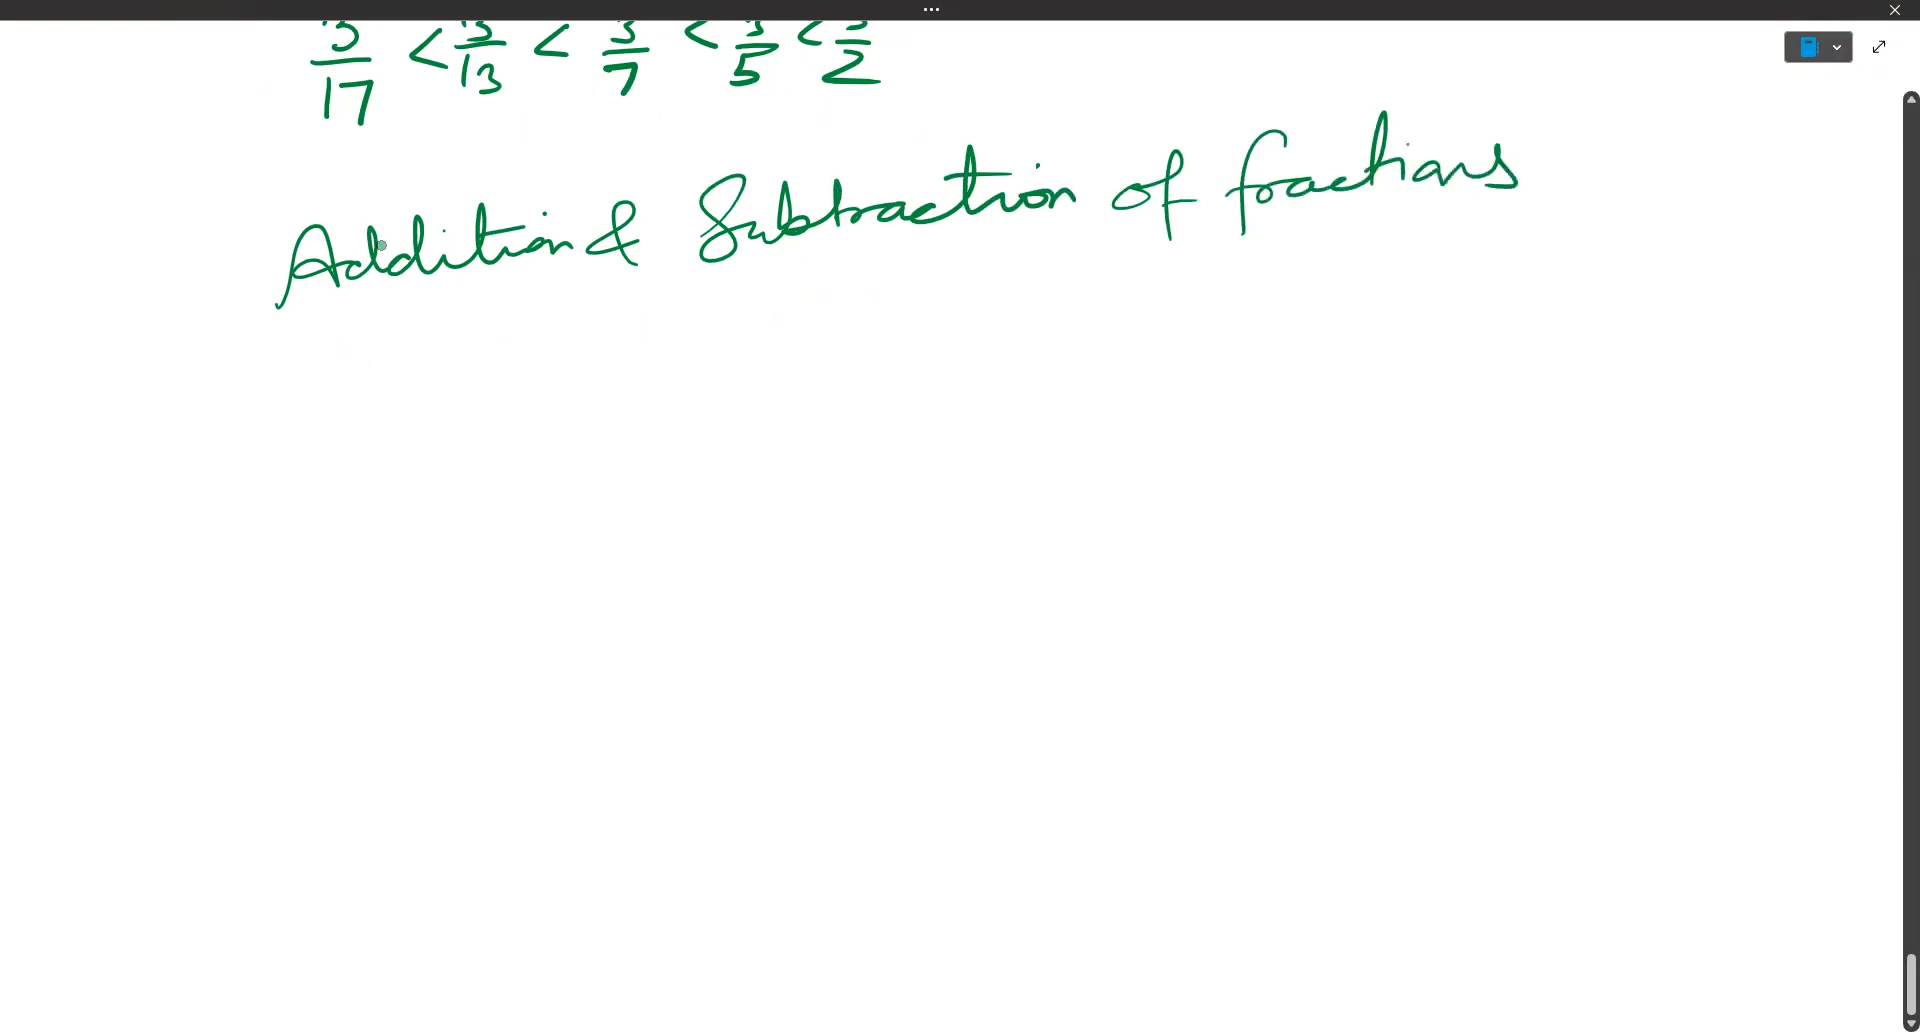 3/17 < 3/13 < 3/7 < 3/5 < 3/2
Addition & Subtraction of fractions